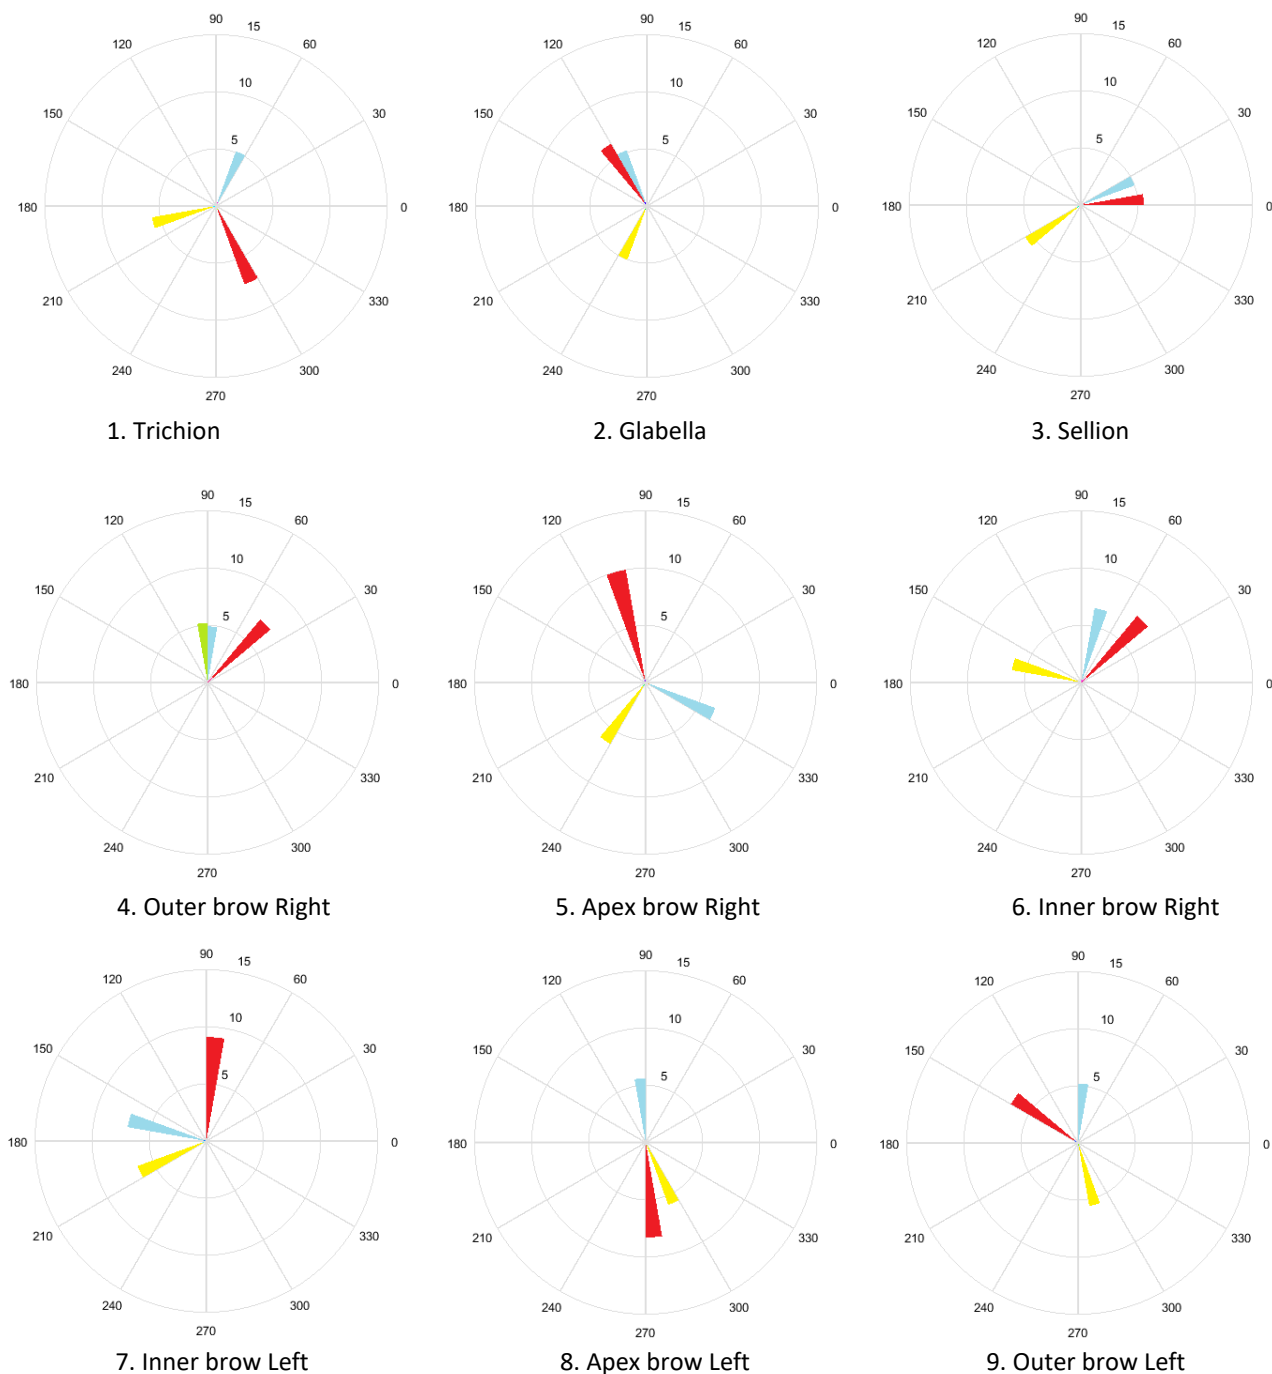 90 15 90 15 90 15
120 60 120 60 120 60
10 10 10
150 30 150 30 150 30
5 5 5
180 0 180 0 180 0
210 330 210 330 210 330
240 300 240 300 240 300
270 270 270
1. Trichion 2. Glabella 3. Sellion
90 15 90 15 90 15
120 60 120 60 120 60
10 10 10
150 30 150 30 150 30
5 5 5
180 0 180 0 180 0
210 330 210 330 210 330
240 300 240 300 240 300
270 270 270
4. Outer brow Right 5. Apex brow Right 6. Inner brow Right
90 15 90 15 90 15
120 60 120 60 120 60
10 10 10
150 30 150 30 150 30
5 5 5
180 0 180 0 180 0
210 330 210 330 210 330
240 300 240 300 240 300
270 270 270
7. Inner brow Left 8. Apex brow Left 9. Outer brow Left